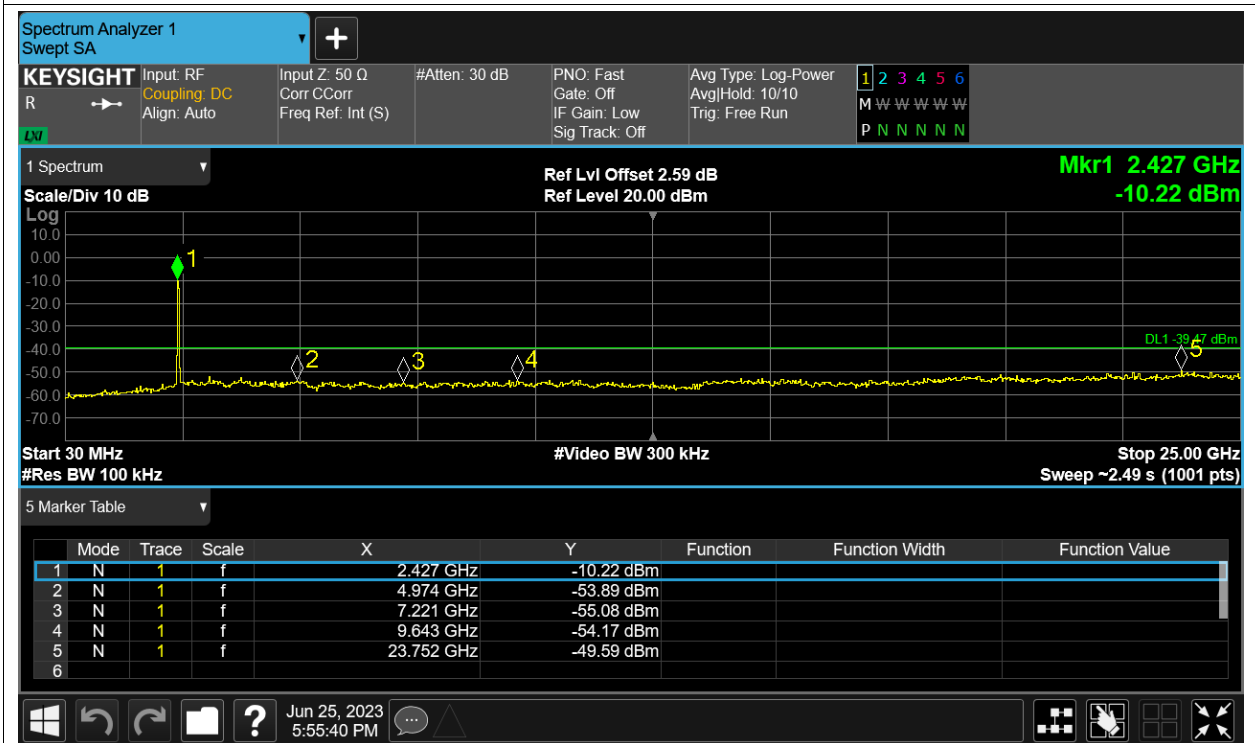 Spectrum Analyzer 1
Swept SA
KEYSIGHT
R
LXI
Input: RF
Coupling: DC
Align: Auto
Input Z: 50 Ω
Corr CCorr
Freq Ref: Int (S)
#Atten: 30 dB
PNO: Fast
Gate: Off
IF Gain: Low
Sig Track: Off
Avg Type: Log-Power
Avg|Hold: 10/10
Trig: Free Run
1 2 3 4 5 6
M W W W W W
P N N N N N
1 Spectrum
Scale/Div 10 dB
Ref Lvl Offset 2.59 dB
Ref Level 20.00 dBm
Mkr1 2.427 GHz
-10.22 dBm
Log
10.0
0.00
-10.0
-20.0
-30.0
-40.0
-50.0
-60.0
-70.0
1
2
3
4
5
DL1 -39.47 dBm
Start 30 MHz
#Video BW 300 kHz
Stop 25.00 GHz
#Res BW 100 kHz
Sweep ~2.49 s (1001 pts)
5 Marker Table
Mode Trace Scale X Y Function Function Width Function Value
1 N 1 f 2.427 GHz -10.22 dBm
2 N 1 f 4.974 GHz -53.89 dBm
3 N 1 f 7.221 GHz -55.08 dBm
4 N 1 f 9.643 GHz -54.17 dBm
5 N 1 f 23.752 GHz -49.59 dBm
6
?
Jun 25, 2023
5:55:40 PM